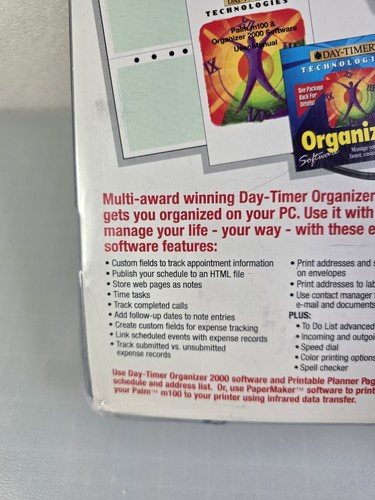 TECHNOLOGIES
Palm m100 &
Organizer 2000 Software
User Manual
DAY-TIMER
TECHNOLOGIES
See Package
Back For
Details!
Organiz
Software
Multi-award winning Day-Timer Organizer
gets you organized on your PC. Use it with
manage your life - your way - with these e
software features:
• Custom fields to track appointment information
• Publish your schedule to an HTML file
• Store web pages as notes
• Time tasks
• Track completed calls
• Add follow-up dates to note entries
• Create custom fields for expense tracking
• Link scheduled events with expense records
• Track submitted vs. unsubmitted
expense records
• Print addresses and
on envelopes
• Print addresses to lab
• Use contact manager
e-mail and documents
PLUS:
• To Do List advanced
• Incoming and outgoi
• Speed dial
• Color printing options
• Spell checker
Use Day-Timer Organizer 2000 software and Printable Planner Pag
schedule and address list. Or, use PaperMaker™ software to print
your Palm™ m100 to your printer using infrared data transfer.